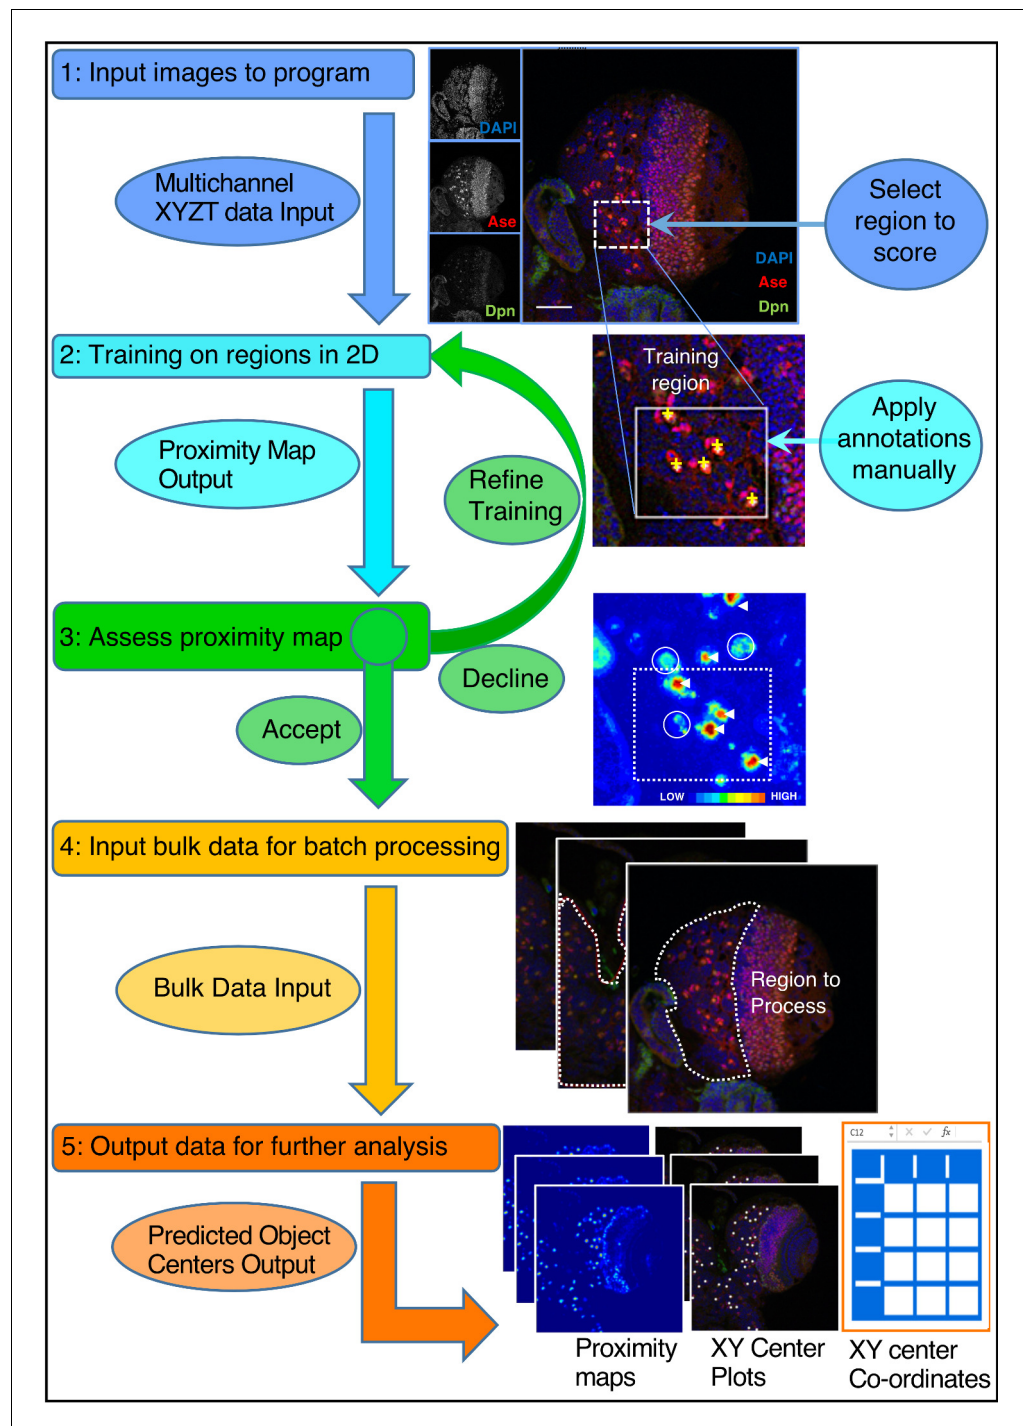 1: Input images to program
Multichannel
XYZT data Input
DAPI
Ase
Dpn
DAPI
Ase
Dpn
Select
region to
score
2: Training on regions in 2D
Proximity Map
Output
Refine
Training
Training
region
Apply
annotations
manually
3: Assess proximity map
Decline
Accept
LOW
HIGH
4: Input bulk data for batch processing
Bulk Data Input
Region to
Process
5: Output data for further analysis
Predicted Object
Centers Output
C12
fx
Proximity
maps
XY Center
Plots
XY center
Co-ordinates